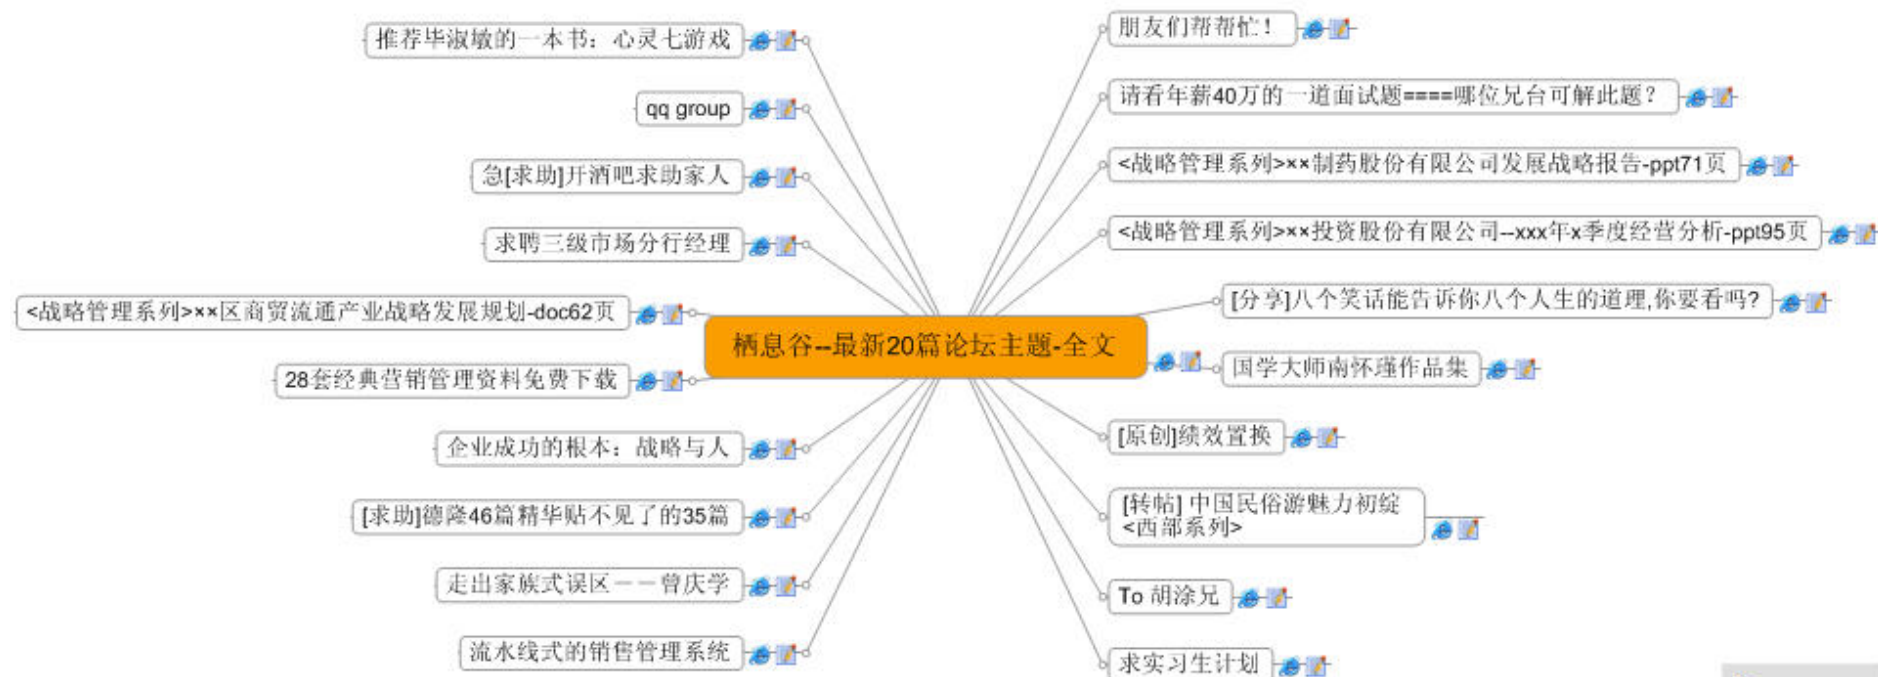 推荐毕淑敏的一本书：心灵七游戏
qq group
急[求助]开酒吧求助家人
求聘三级市场分行经理
<战略管理系列>××区商贸流通产业战略发展规划-doc62页
28套经典营销管理资料免费下载
企业成功的根本：战略与人
[求助]德隆46篇精华贴不见了的35篇
走出家族式误区－－曾庆学
流水线式的销售管理系统
栖息谷--最新20篇论坛主题-全文
朋友们帮帮忙！
请看年薪40万的一道面试题====哪位兄台可解此题？
<战略管理系列>××制药股份有限公司发展战略报告-ppt71页
<战略管理系列>××投资股份有限公司--xxx年x季度经营分析-ppt95页
[分享]八个笑话能告诉你八个人生的道理,你要看吗?
国学大师南怀瑾作品集
[原创]绩效置换
[转帖] 中国民俗游魅力初绽
<西部系列>
To 胡涂兄
求实习生计划